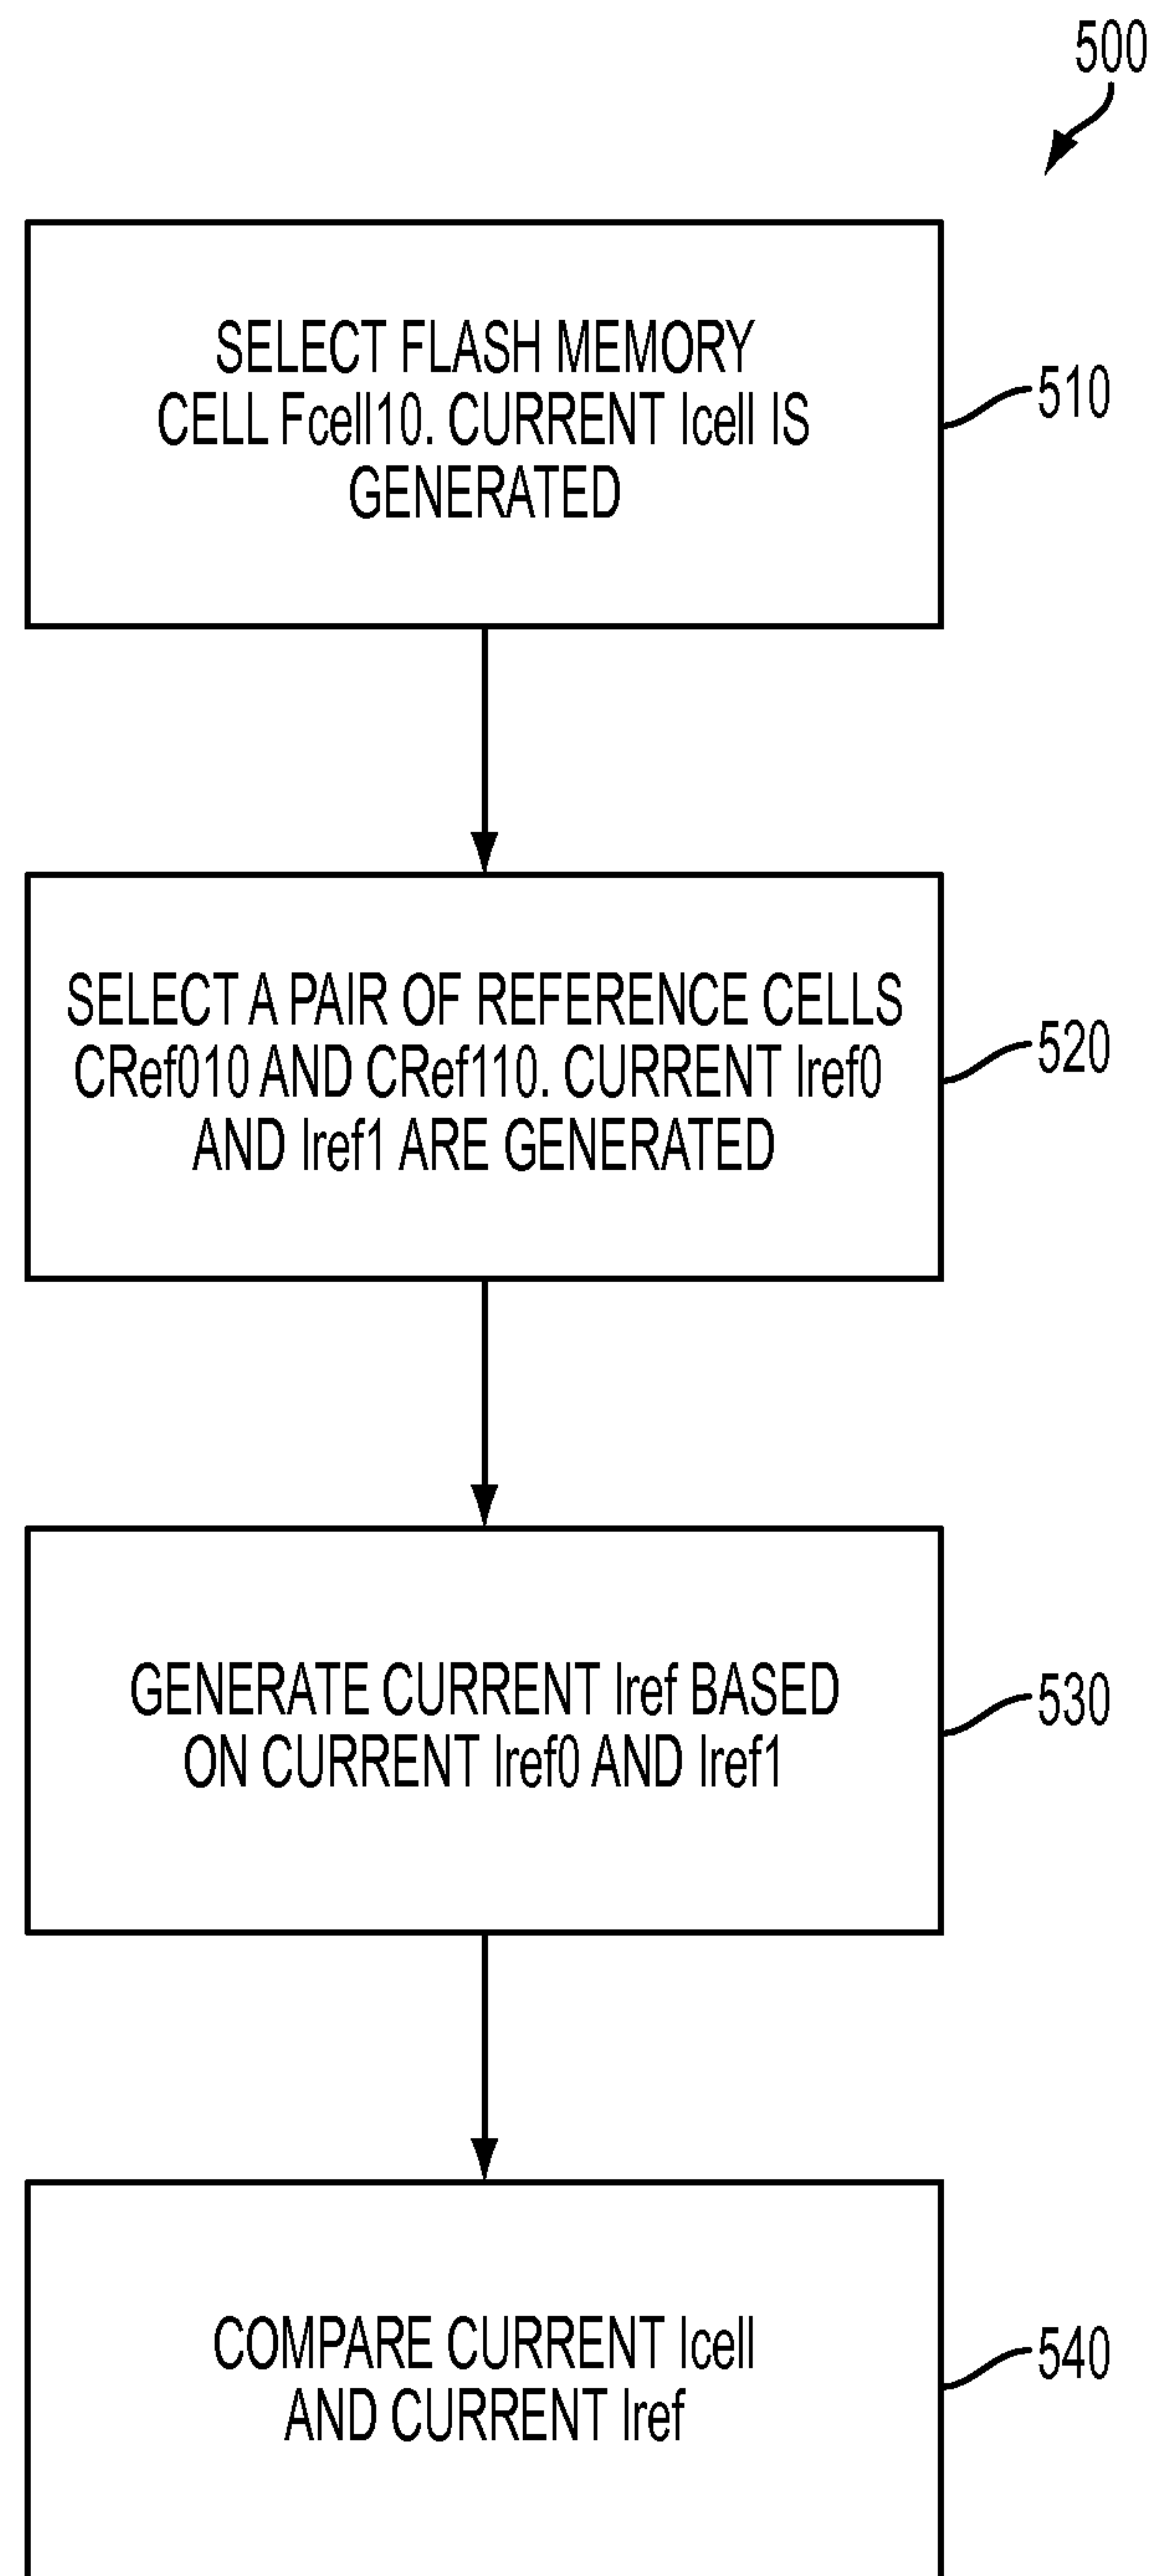 500
SELECT FLASH MEMORY
CELL Fcell10. CURRENT Icell IS
GENERATED
510
SELECT A PAIR OF REFERENCE CELLS
CRef010 AND CRef110. CURRENT Iref0
AND Iref1 ARE GENERATED
520
GENERATE CURRENT Iref BASED
ON CURRENT Iref0 AND Iref1
530
COMPARE CURRENT Icell
AND CURRENT Iref
540